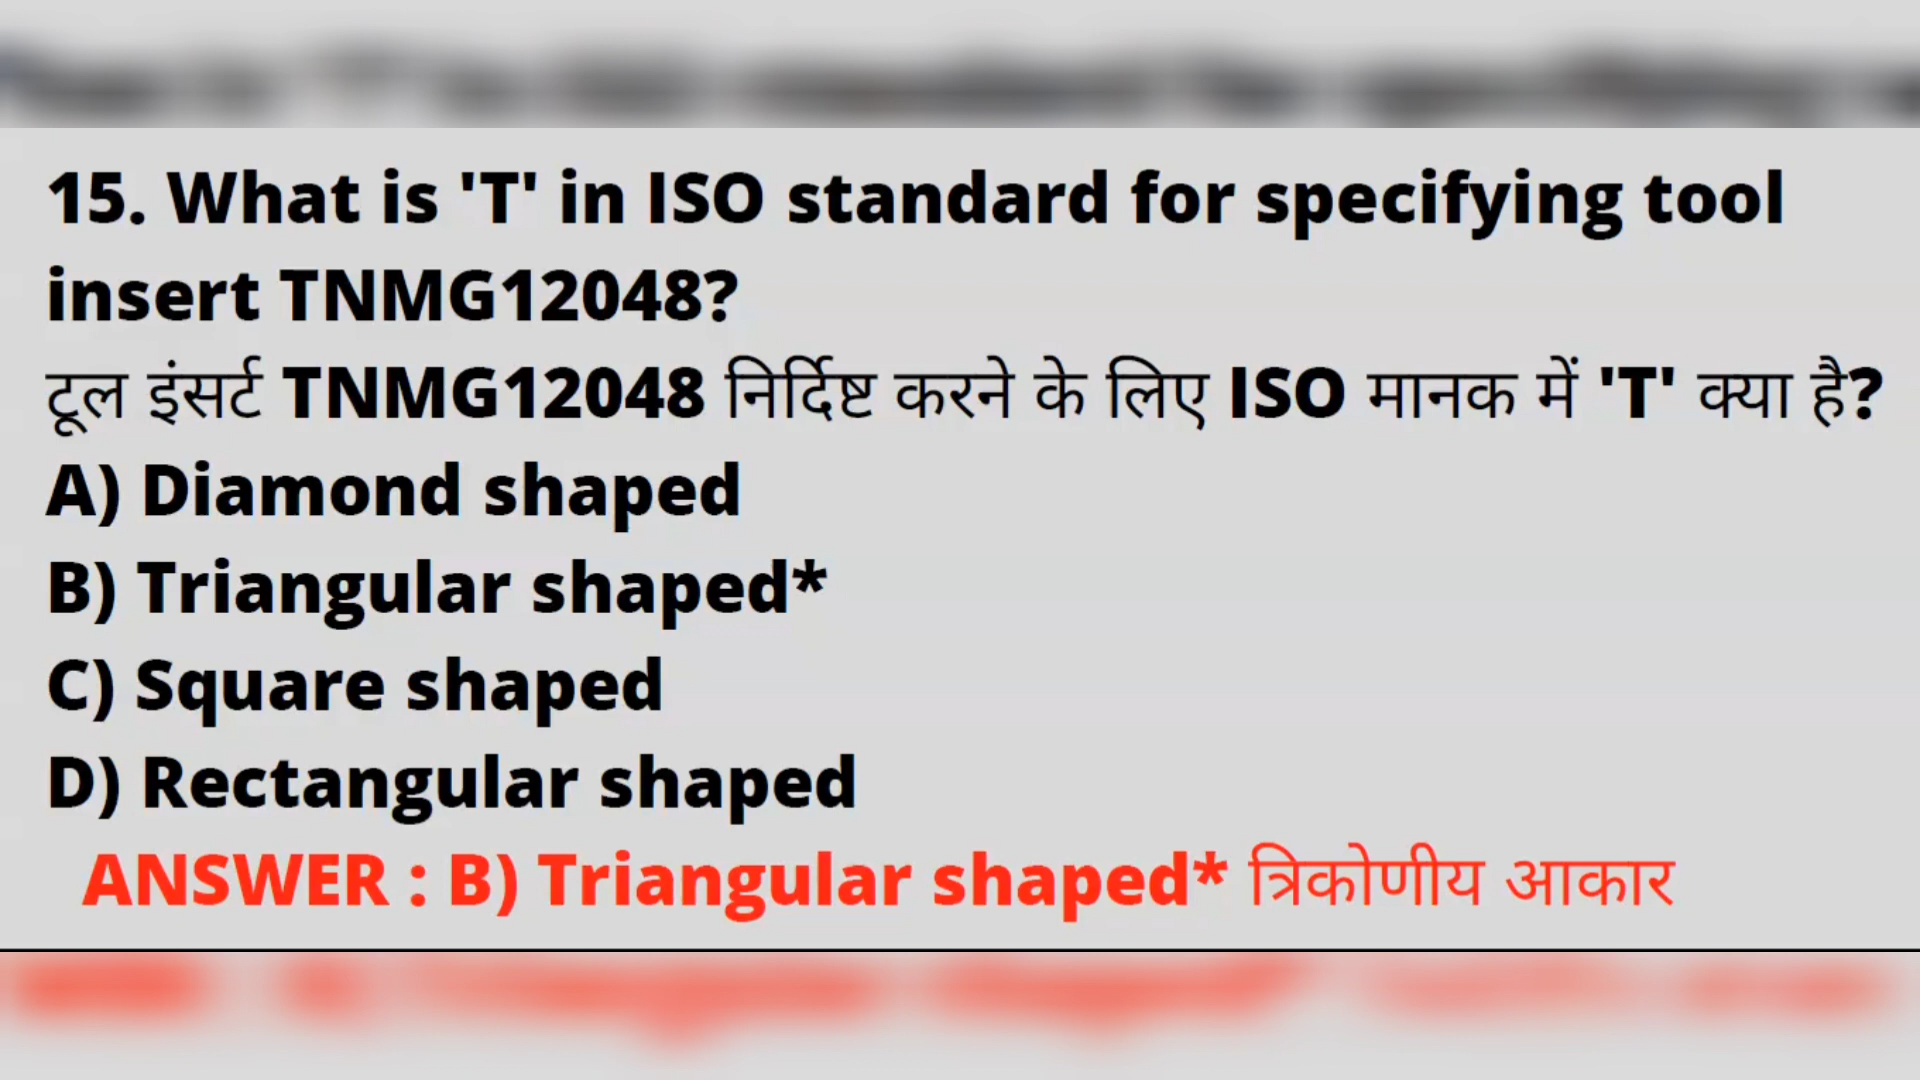 15. What is 'T' in ISO standard for specifying tool
insert TNMG12048?
टूल इंसर्ट TNMG12048 निर्दिष्ट करने के लिए ISO मानक में 'T' क्या है?
A) Diamond shaped
B) Triangular shaped*
C) Square shaped
D) Rectangular shaped
ANSWER : B) Triangular shaped* त्रिकोणीय आकार